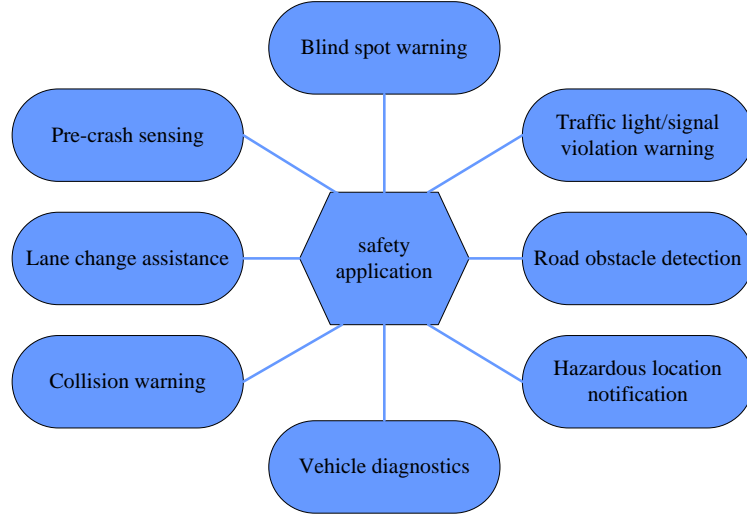 Blind spot warning
Pre-crash sensing
Traffic light/signal
violation warning
Lane change assistance
safety
application
Road obstacle detection
Collision warning
Hazardous location
notification
Vehicle diagnostics